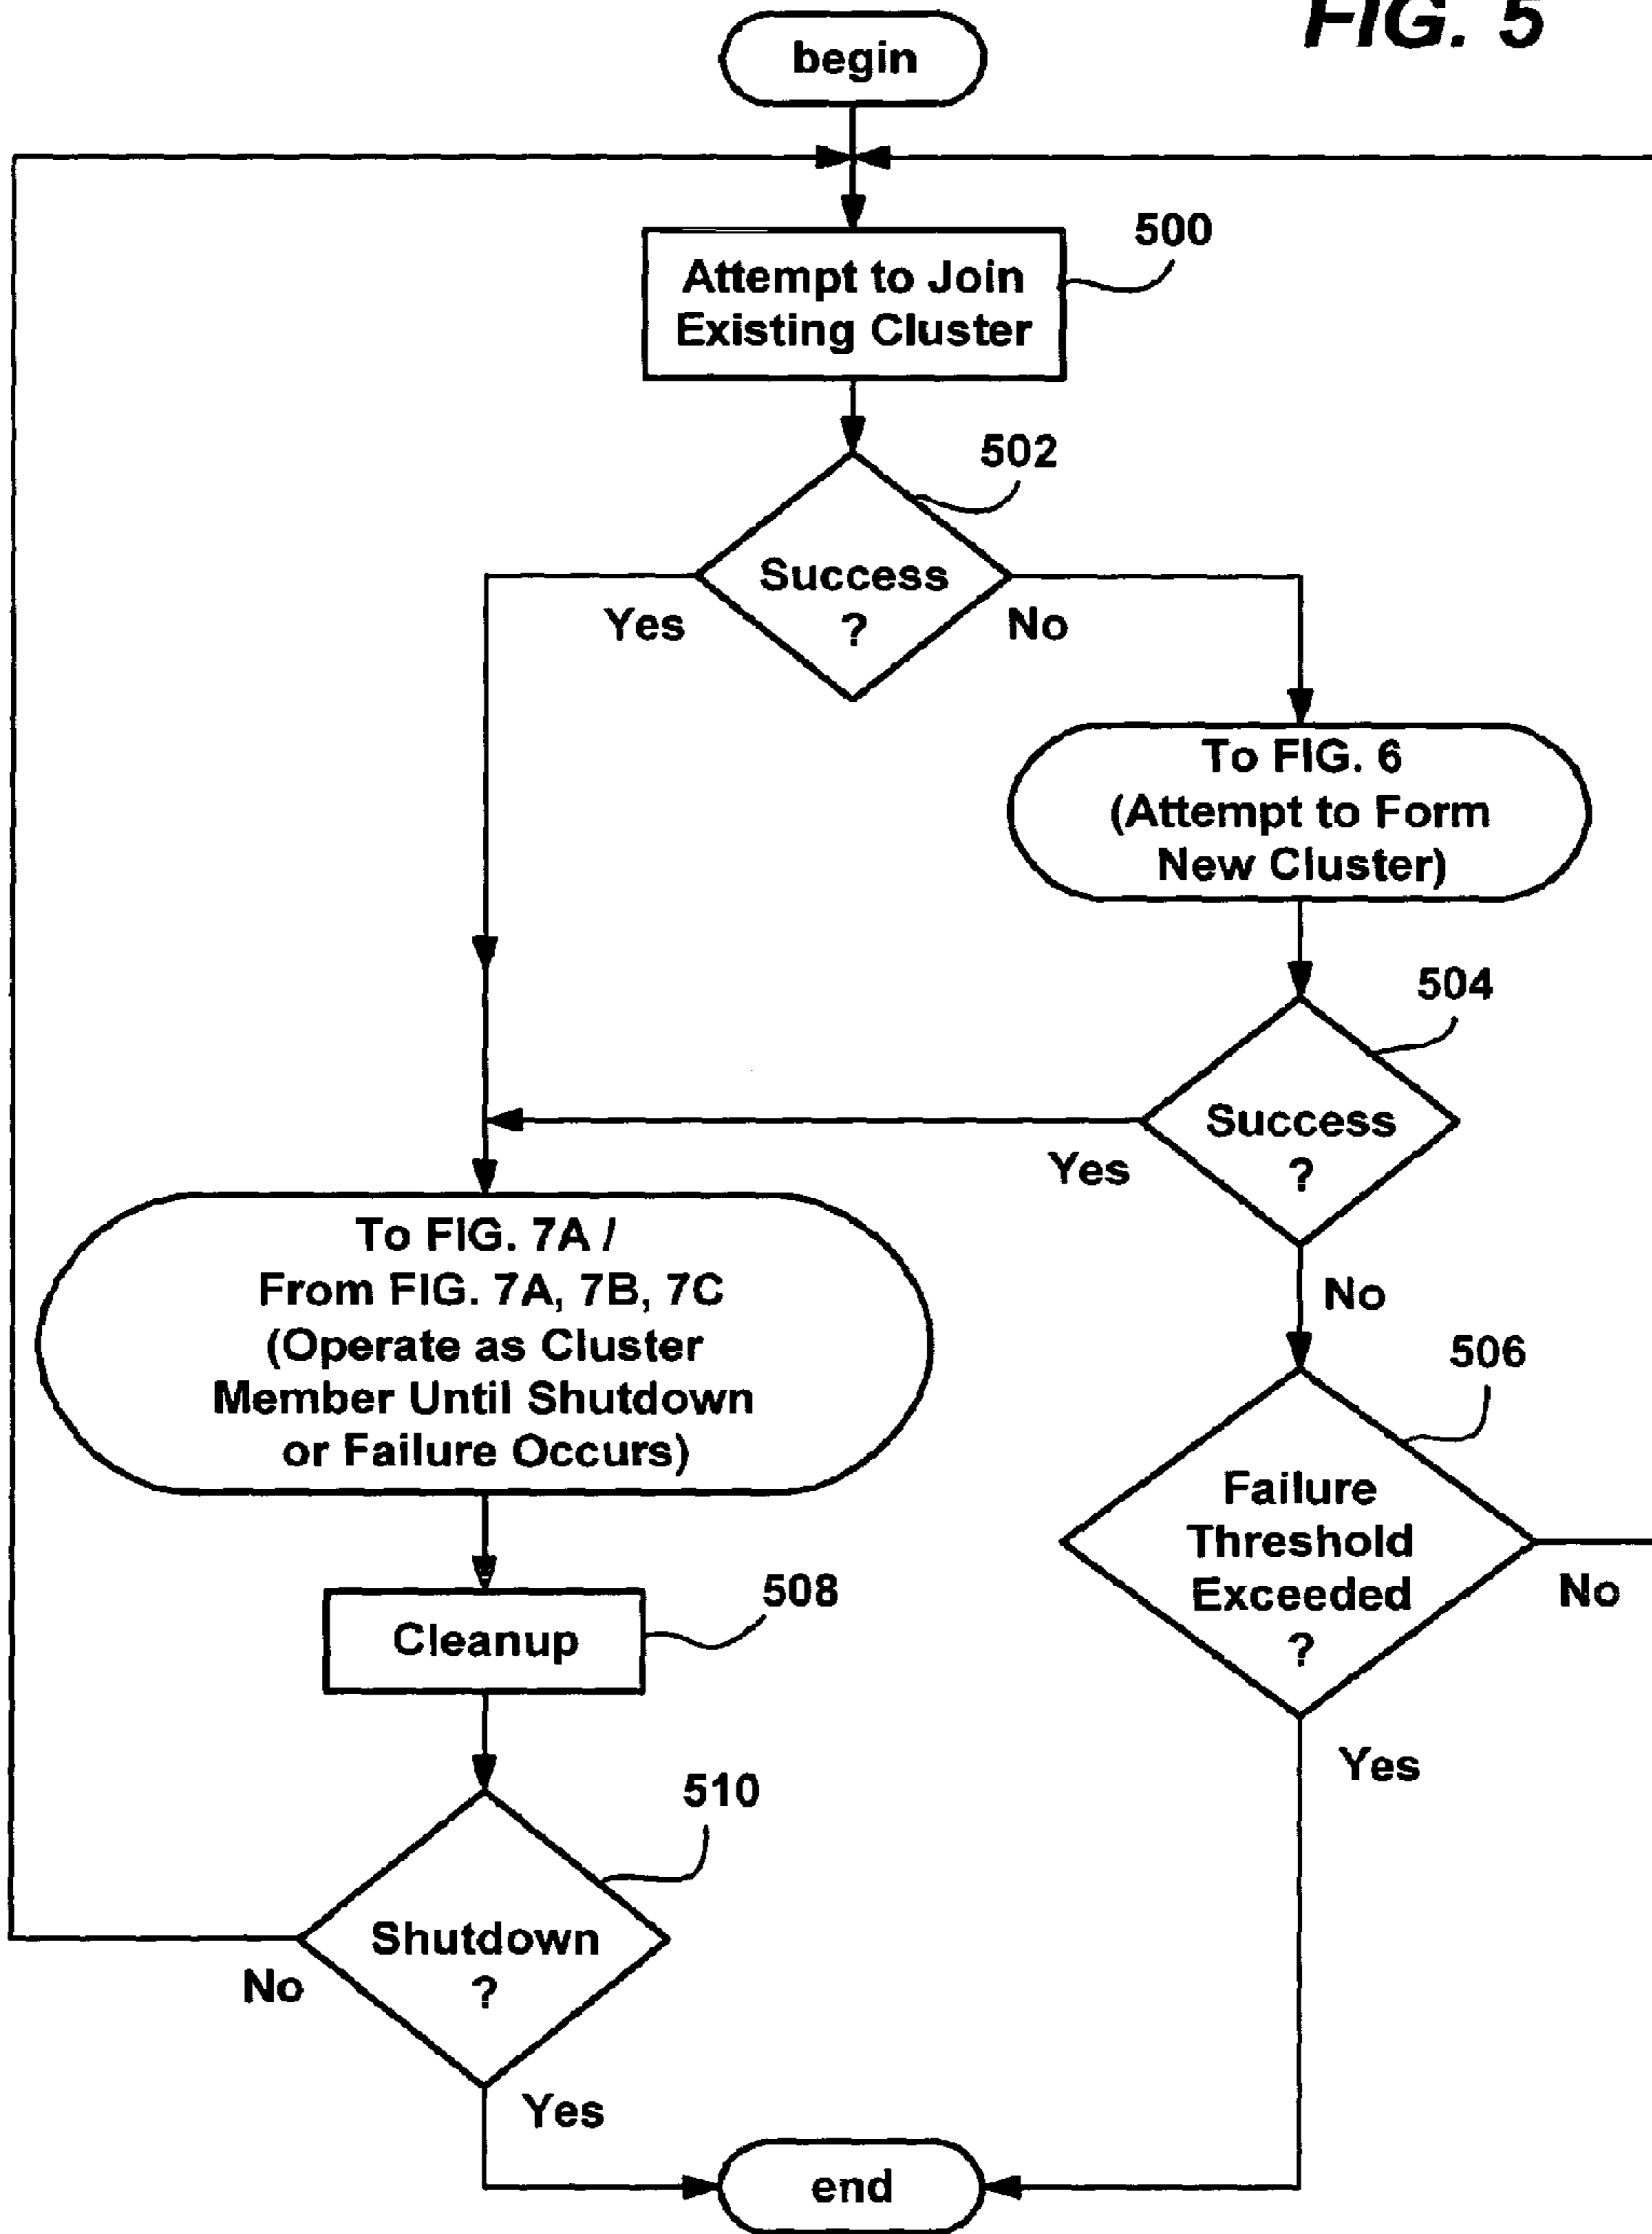 FIG. 5
begin
500
Attempt to Join
Existing Cluster
502
Success
?
Yes
No
To FIG. 6
(Attempt to Form
New Cluster)
504
Success
?
Yes
No
To FIG. 7A /
From FIG. 7A, 7B, 7C
(Operate as Cluster
Member Until Shutdown
or Failure Occurs)
506
Failure
Threshold
Exceeded
?
No
Yes
508
Cleanup
510
Shutdown
?
No
Yes
end